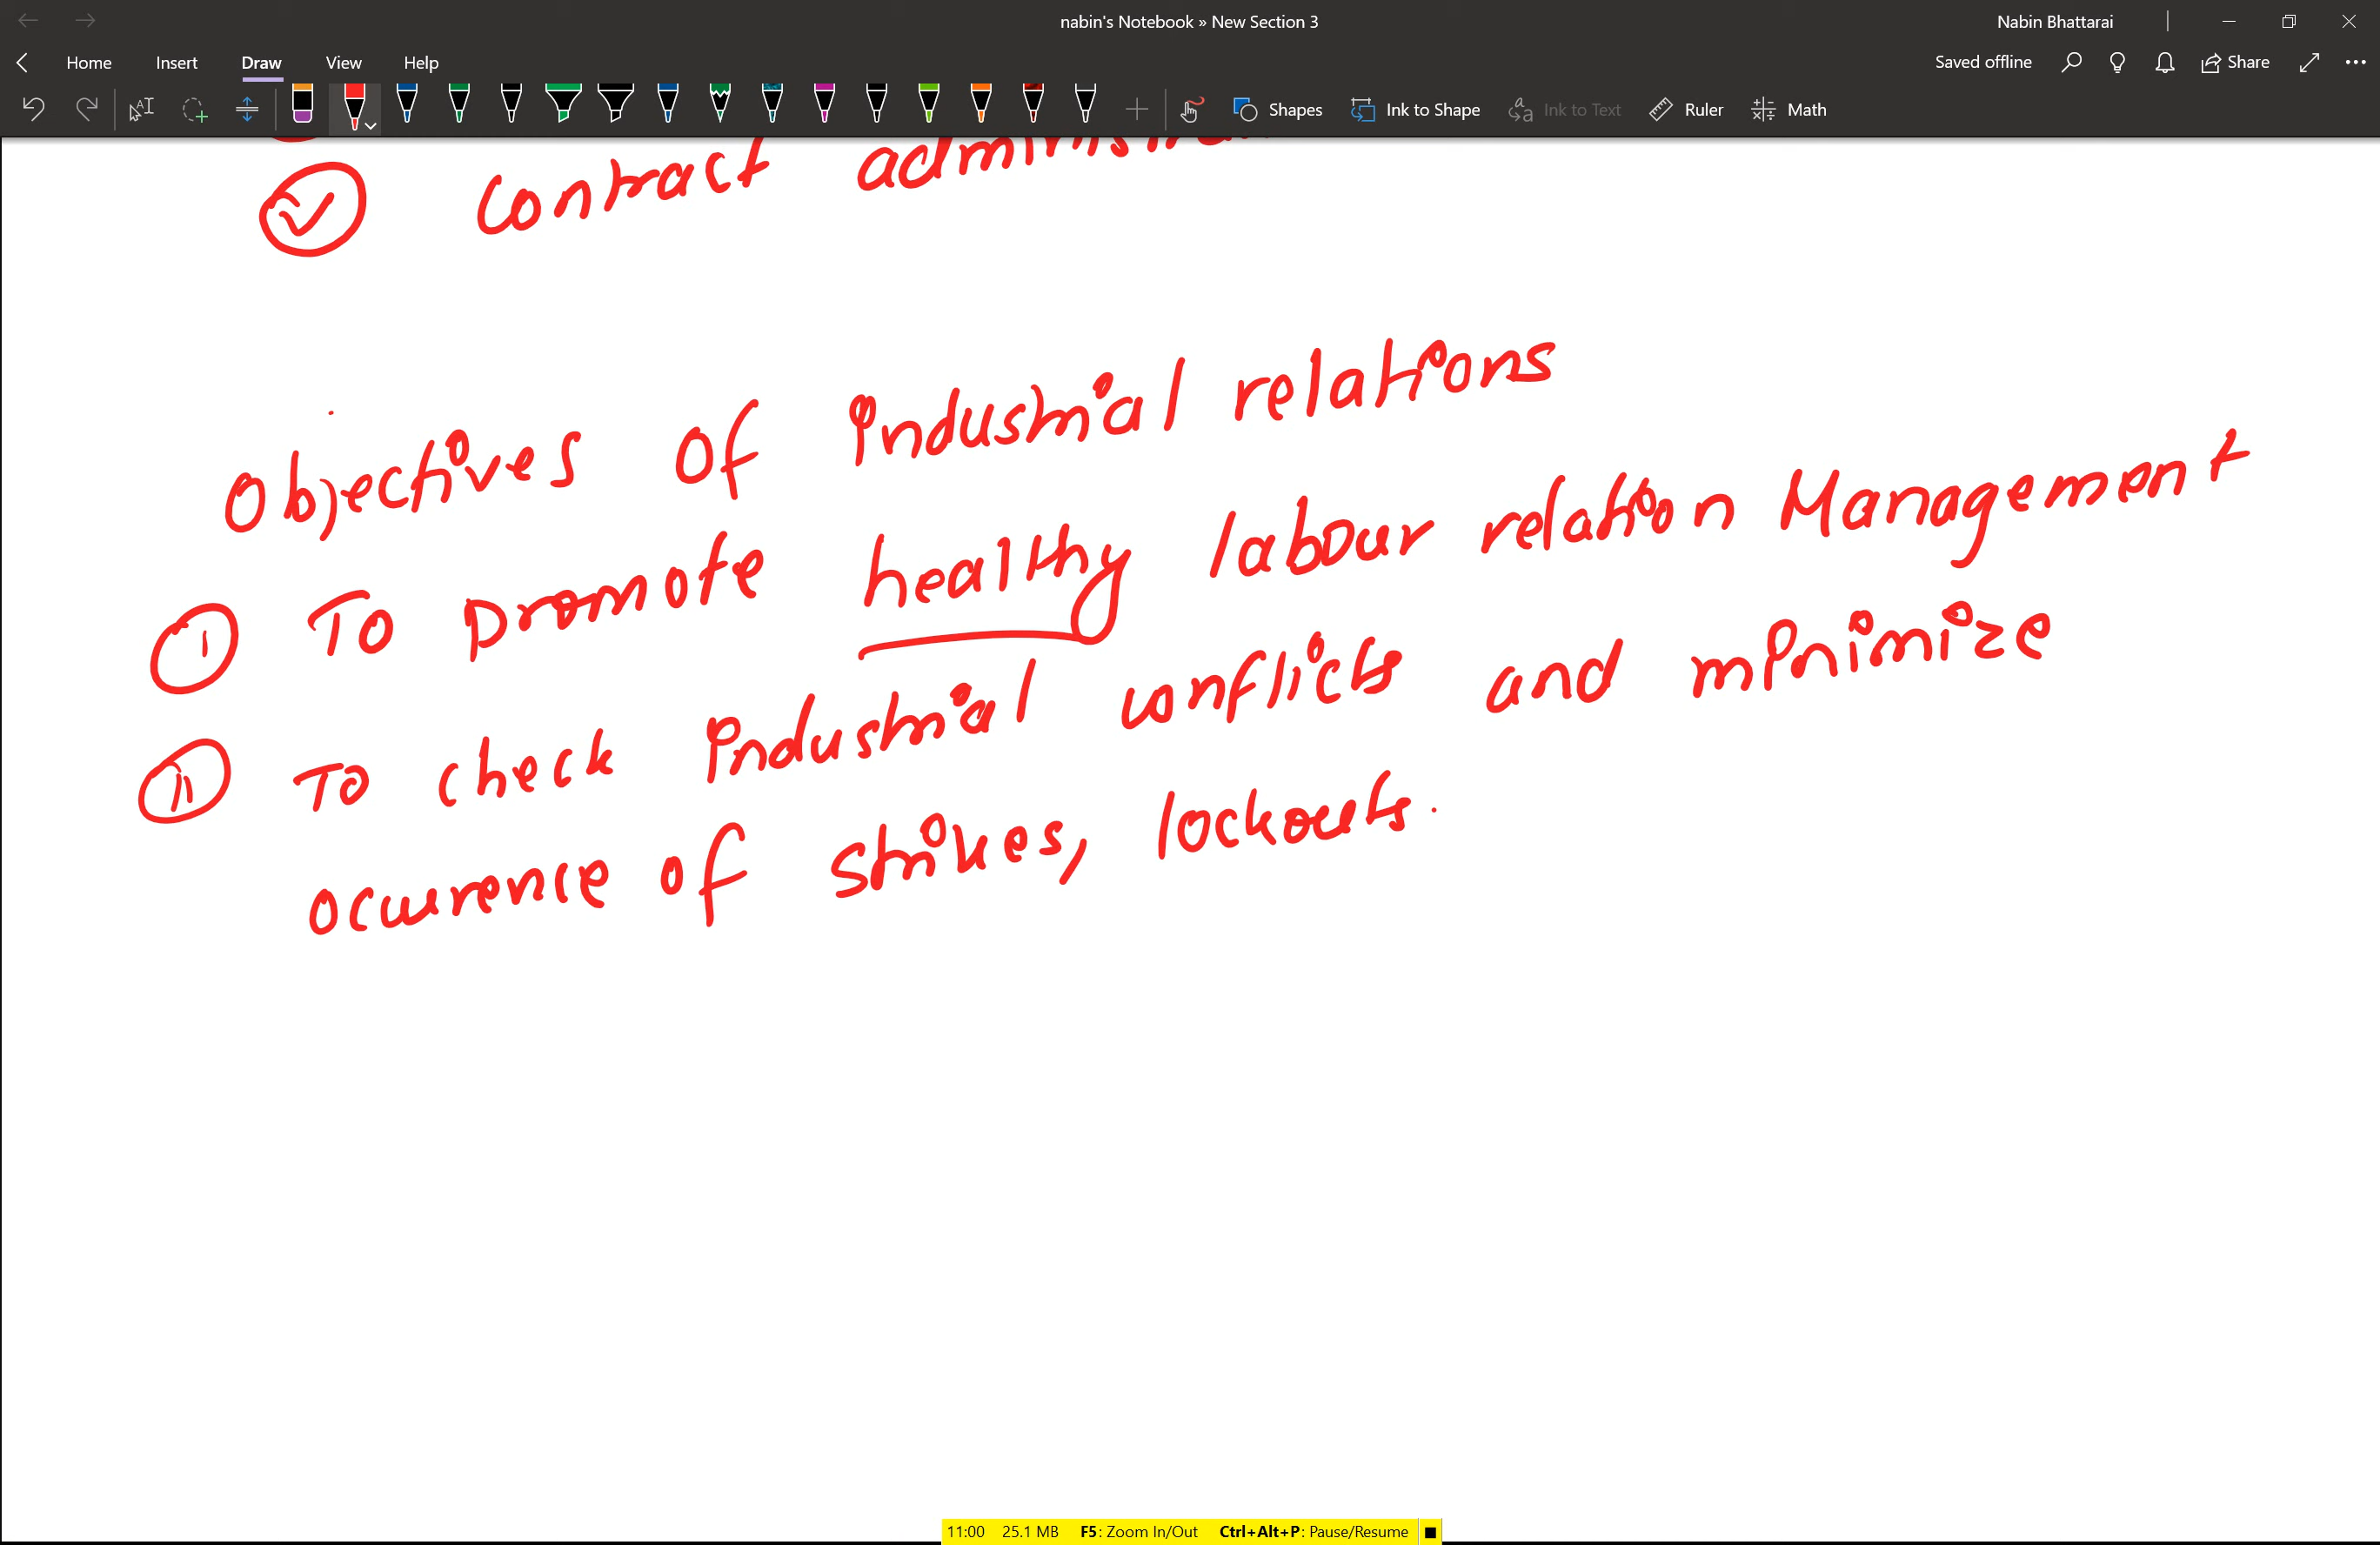 nabin's Notebook » New Section 3
Nabin Bhattarai
Home Insert Draw View Help
Saved offline
Share
Shapes Ink to Shape Ink to Text Ruler Math
Contract
Objectives of industrial relations
i To promote healthy labour relation Management
ii To check industrial conflicts and minimize
ocurrence of strikes, lockouts.
11:00 25.1 MB F5: Zoom In/Out Ctrl+Alt+P: Pause/Resume